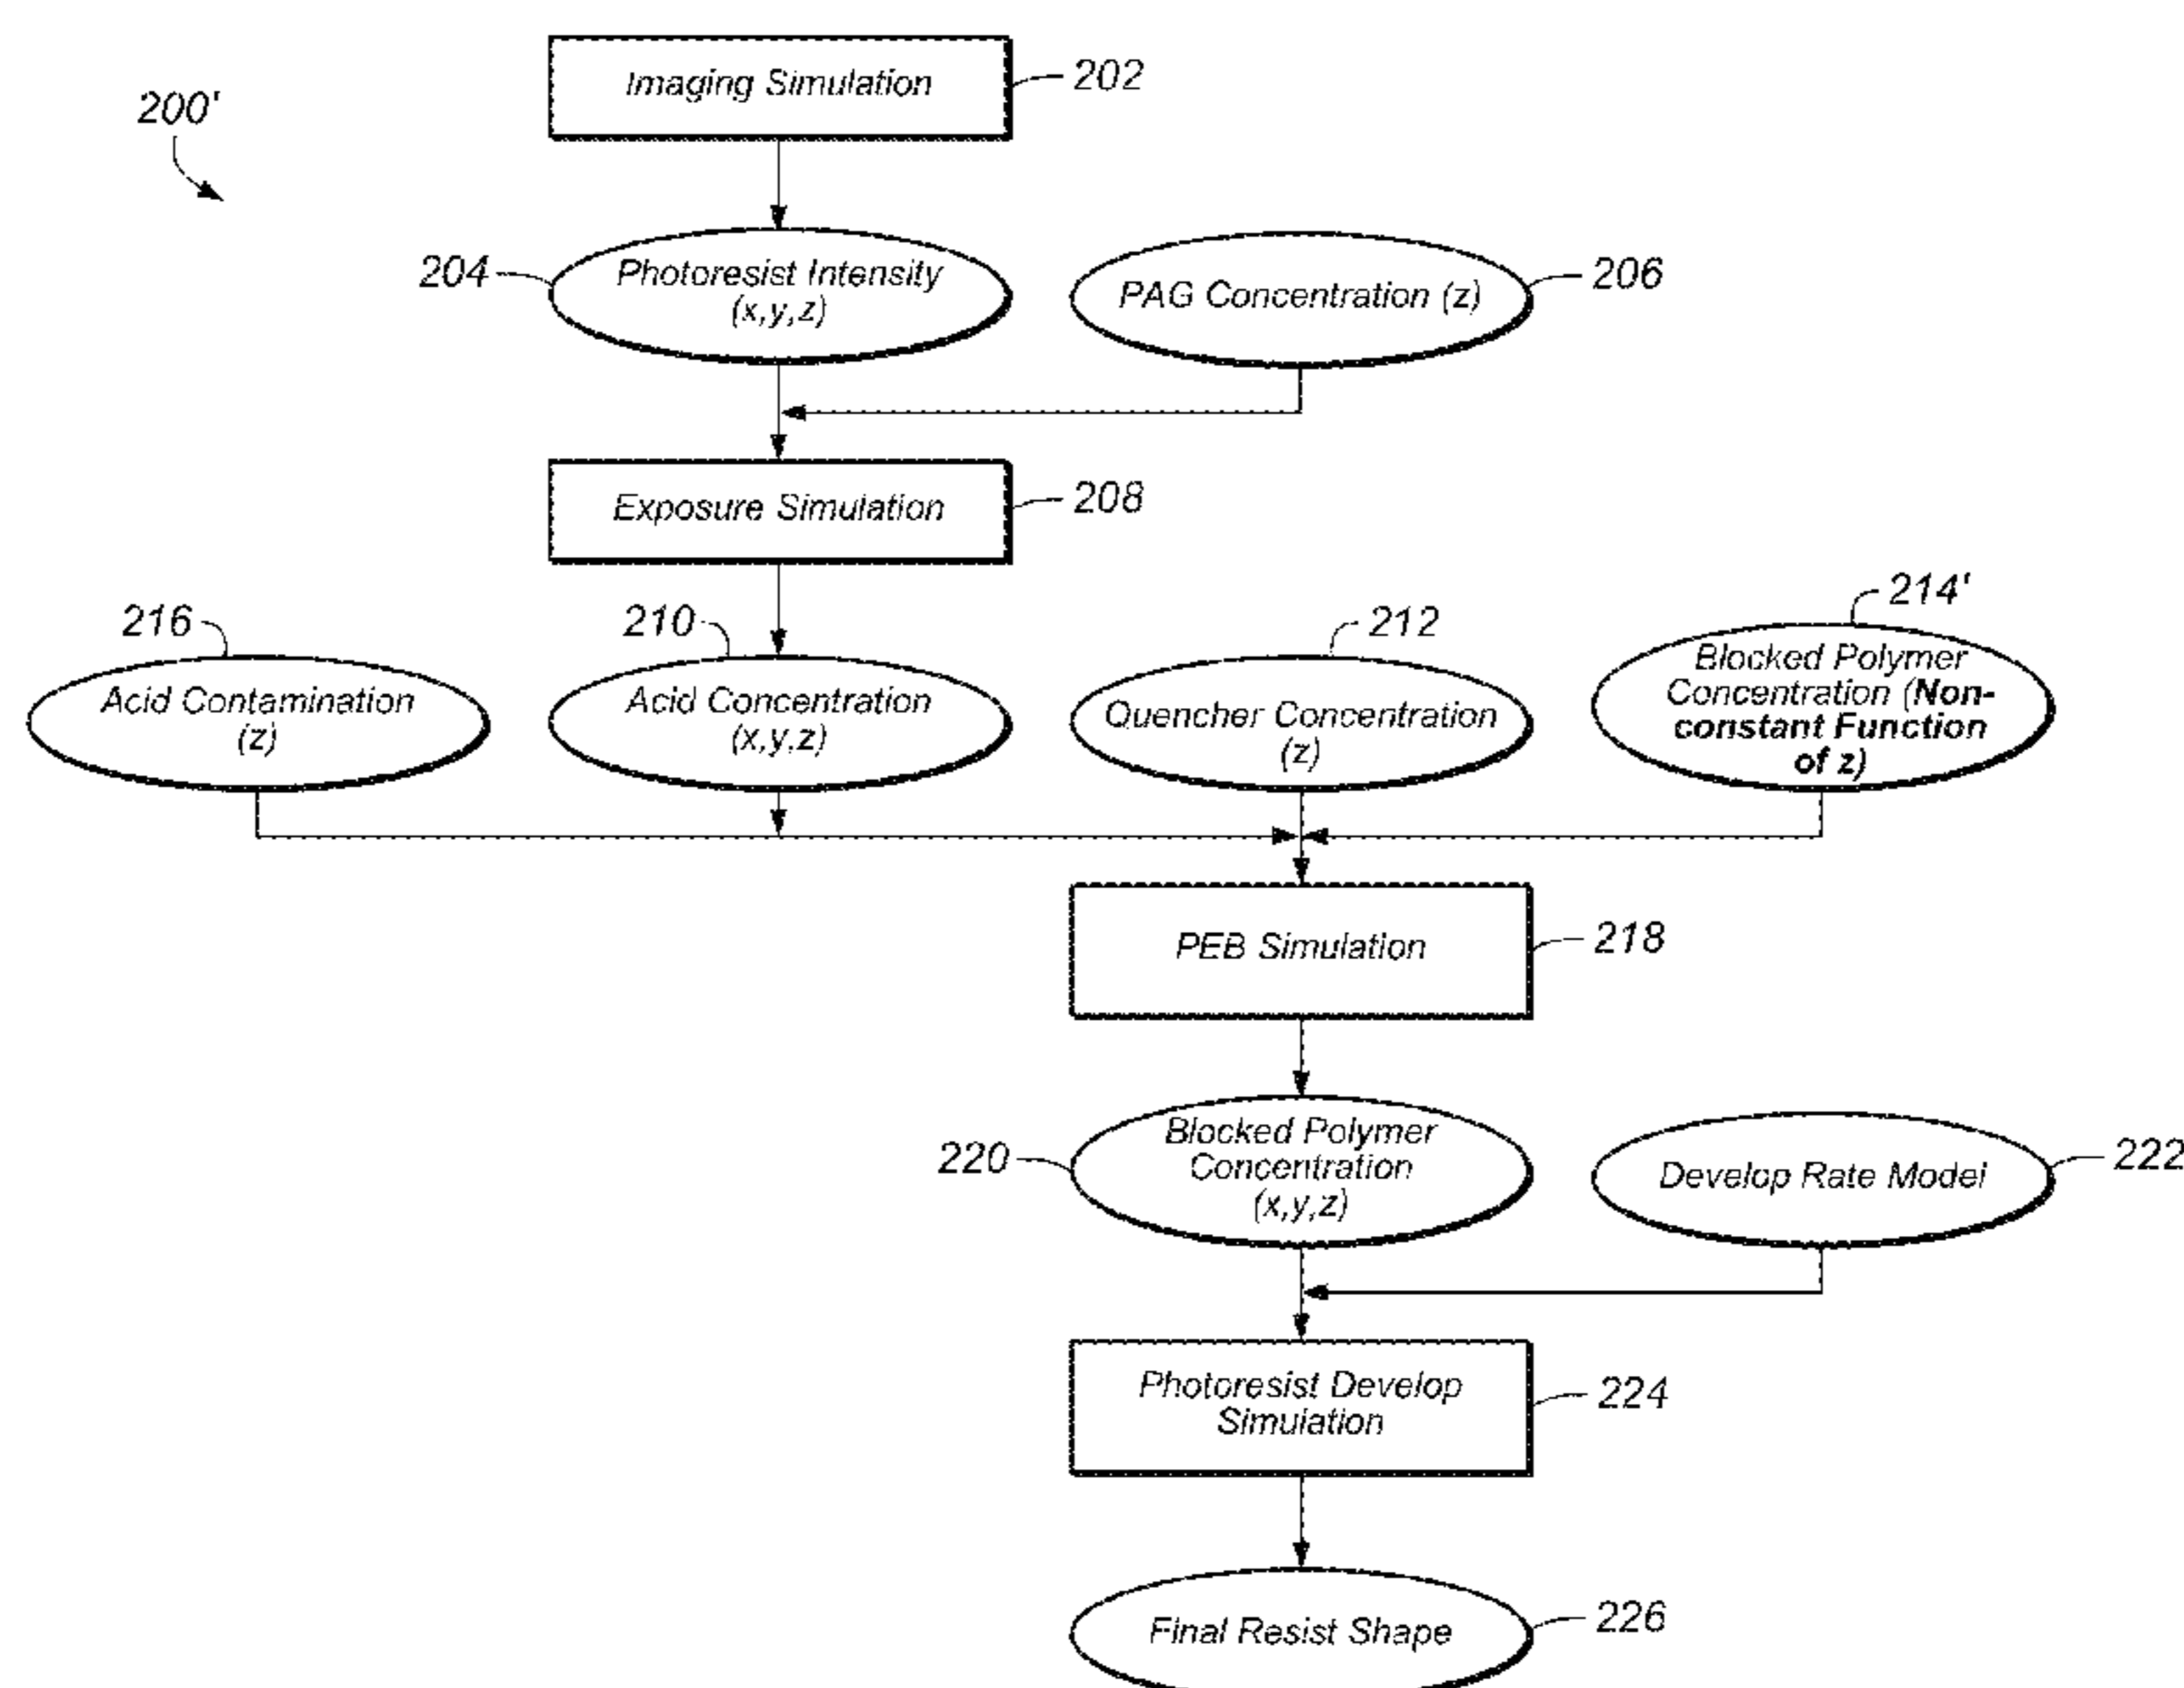 200'
Imaging Simulation
202
204
Photoresist Intensity
(x,y,z)
PAG Concentration (z)
206
Exposure Simulation
208
216
Acid Contamination
(z)
210
Acid Concentration
(x,y,z)
212
Quencher Concentration
(z)
214'
Blocked Polymer
Concentration (Non-
constant Function
of z)
PEB Simulation
218
220
Blocked Polymer
Concentration
(x,y,z)
Develop Rate Model
222
Photoresist Develop
Simulation
224
Final Resist Shape
226